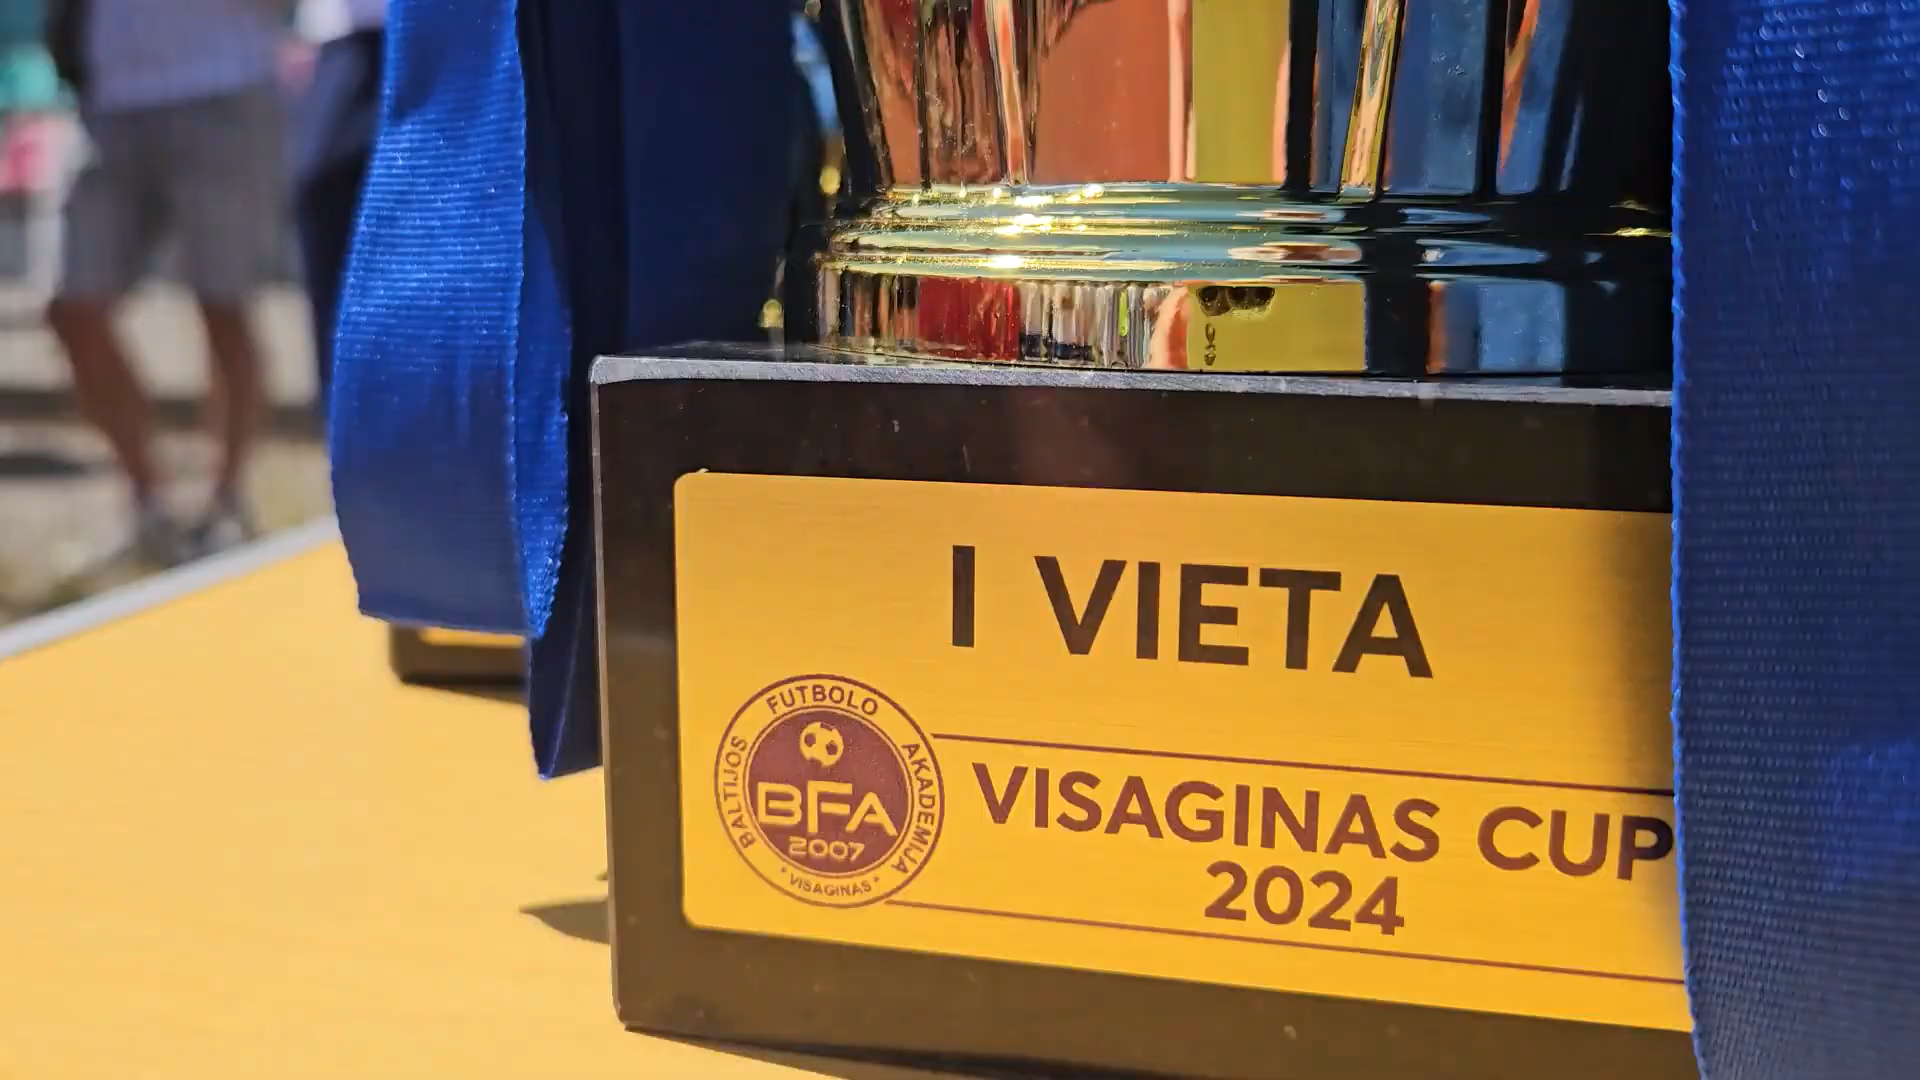 I VIETA
BALTIJOS FUTBOLO AKADEMIJA
BFA
2007
• VISAGINAS •
VISAGINAS CUP
2024